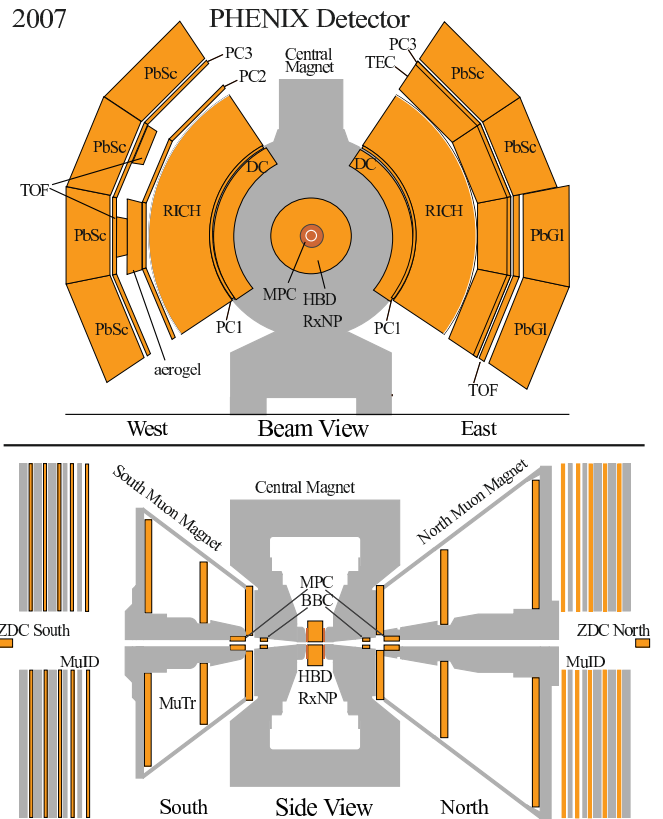 2007
PHENIX Detector
PbSc
PC3
PC2
Central
Magnet
PC3
TEC
PbSc
PbSc
DC
DC
PbSc
TOF
RICH
RICH
PbSc
PbGl
MPC
HBD
RxNP
PbSc
PC1
PC1
PbGl
aerogel
TOF
West
Beam View
East
South Muon Magnet
Central Magnet
North Muon Magnet
MPC
BBC
ZDC South
ZDC North
MuID
HBD
RxNP
MuID
MuTr
South
Side View
North